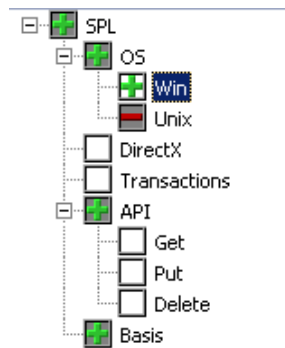 SPL
OS
Win
Unix
DirectX
Transactions
API
Get
Put
Delete
Basis